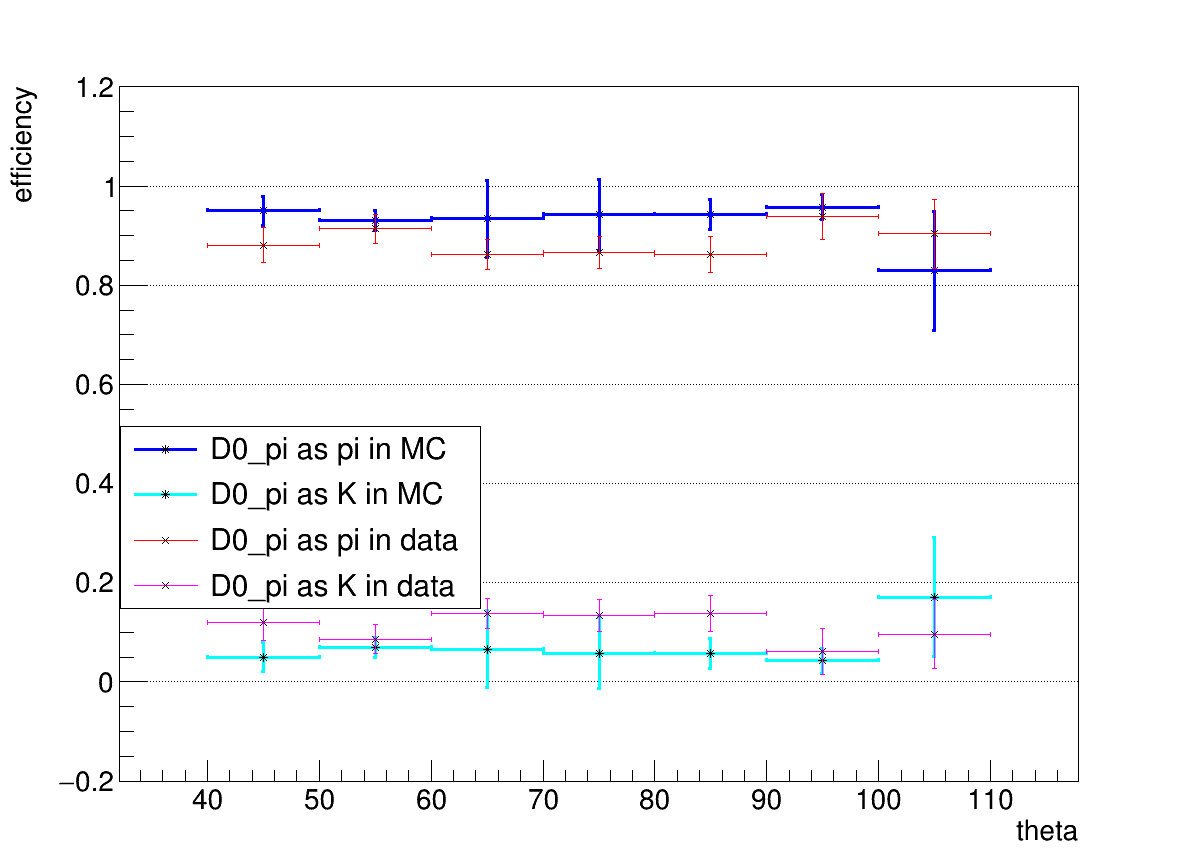 efficiency
1.2
1
0.8
0.6
0.4
0.2
0
−0.2
D0_pi as pi in MC
D0_pi as K in MC
D0_pi as pi in data
D0_pi as K in data
40 50 60 70 80 90 100 110
theta